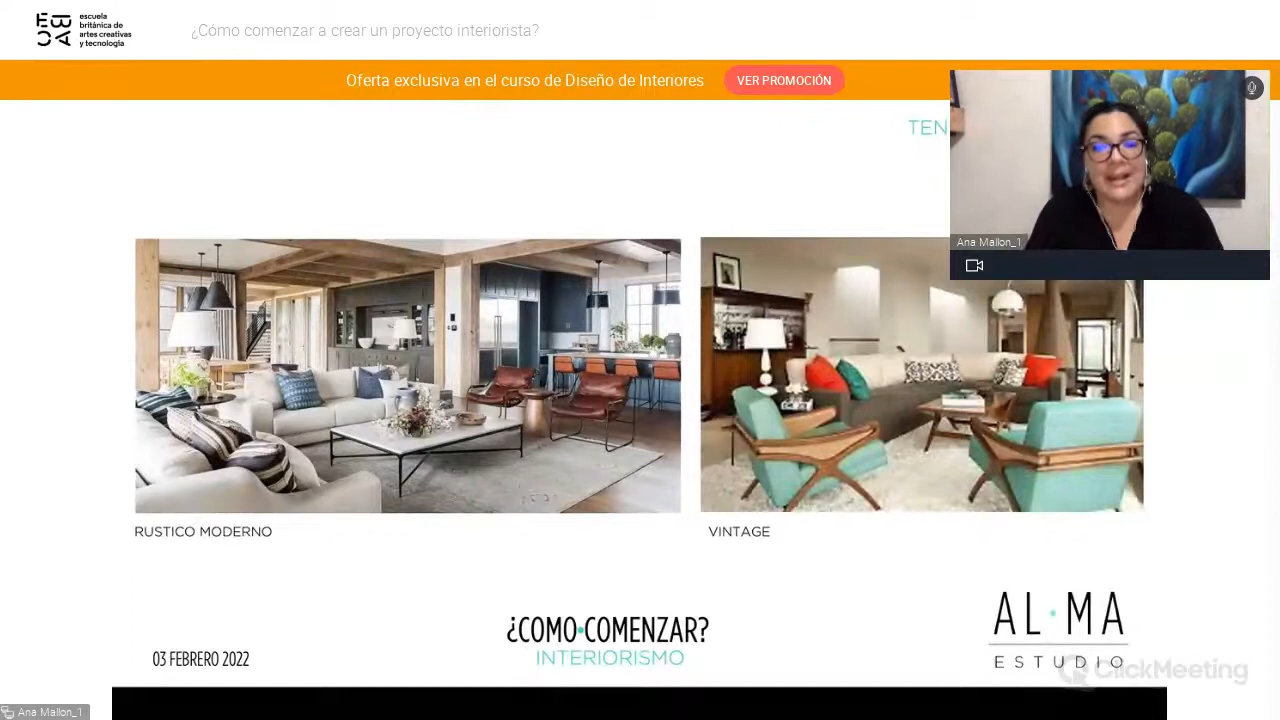 escuela
británica de
artes creativas
y tecnología
¿Cómo comenzar a crear un proyecto interiorista?
Oferta exclusiva en el curso de Diseño de Interiores
VER PROMOCIÓN
TEN
Ana Mallon_1
RUSTICO MODERNO
VINTAGE
03 FEBRERO 2022
¿COMO·COMENZAR?
INTERIORISMO
AL·MA
ESTUDIO
ClickMeeting
Ana Mallon_1